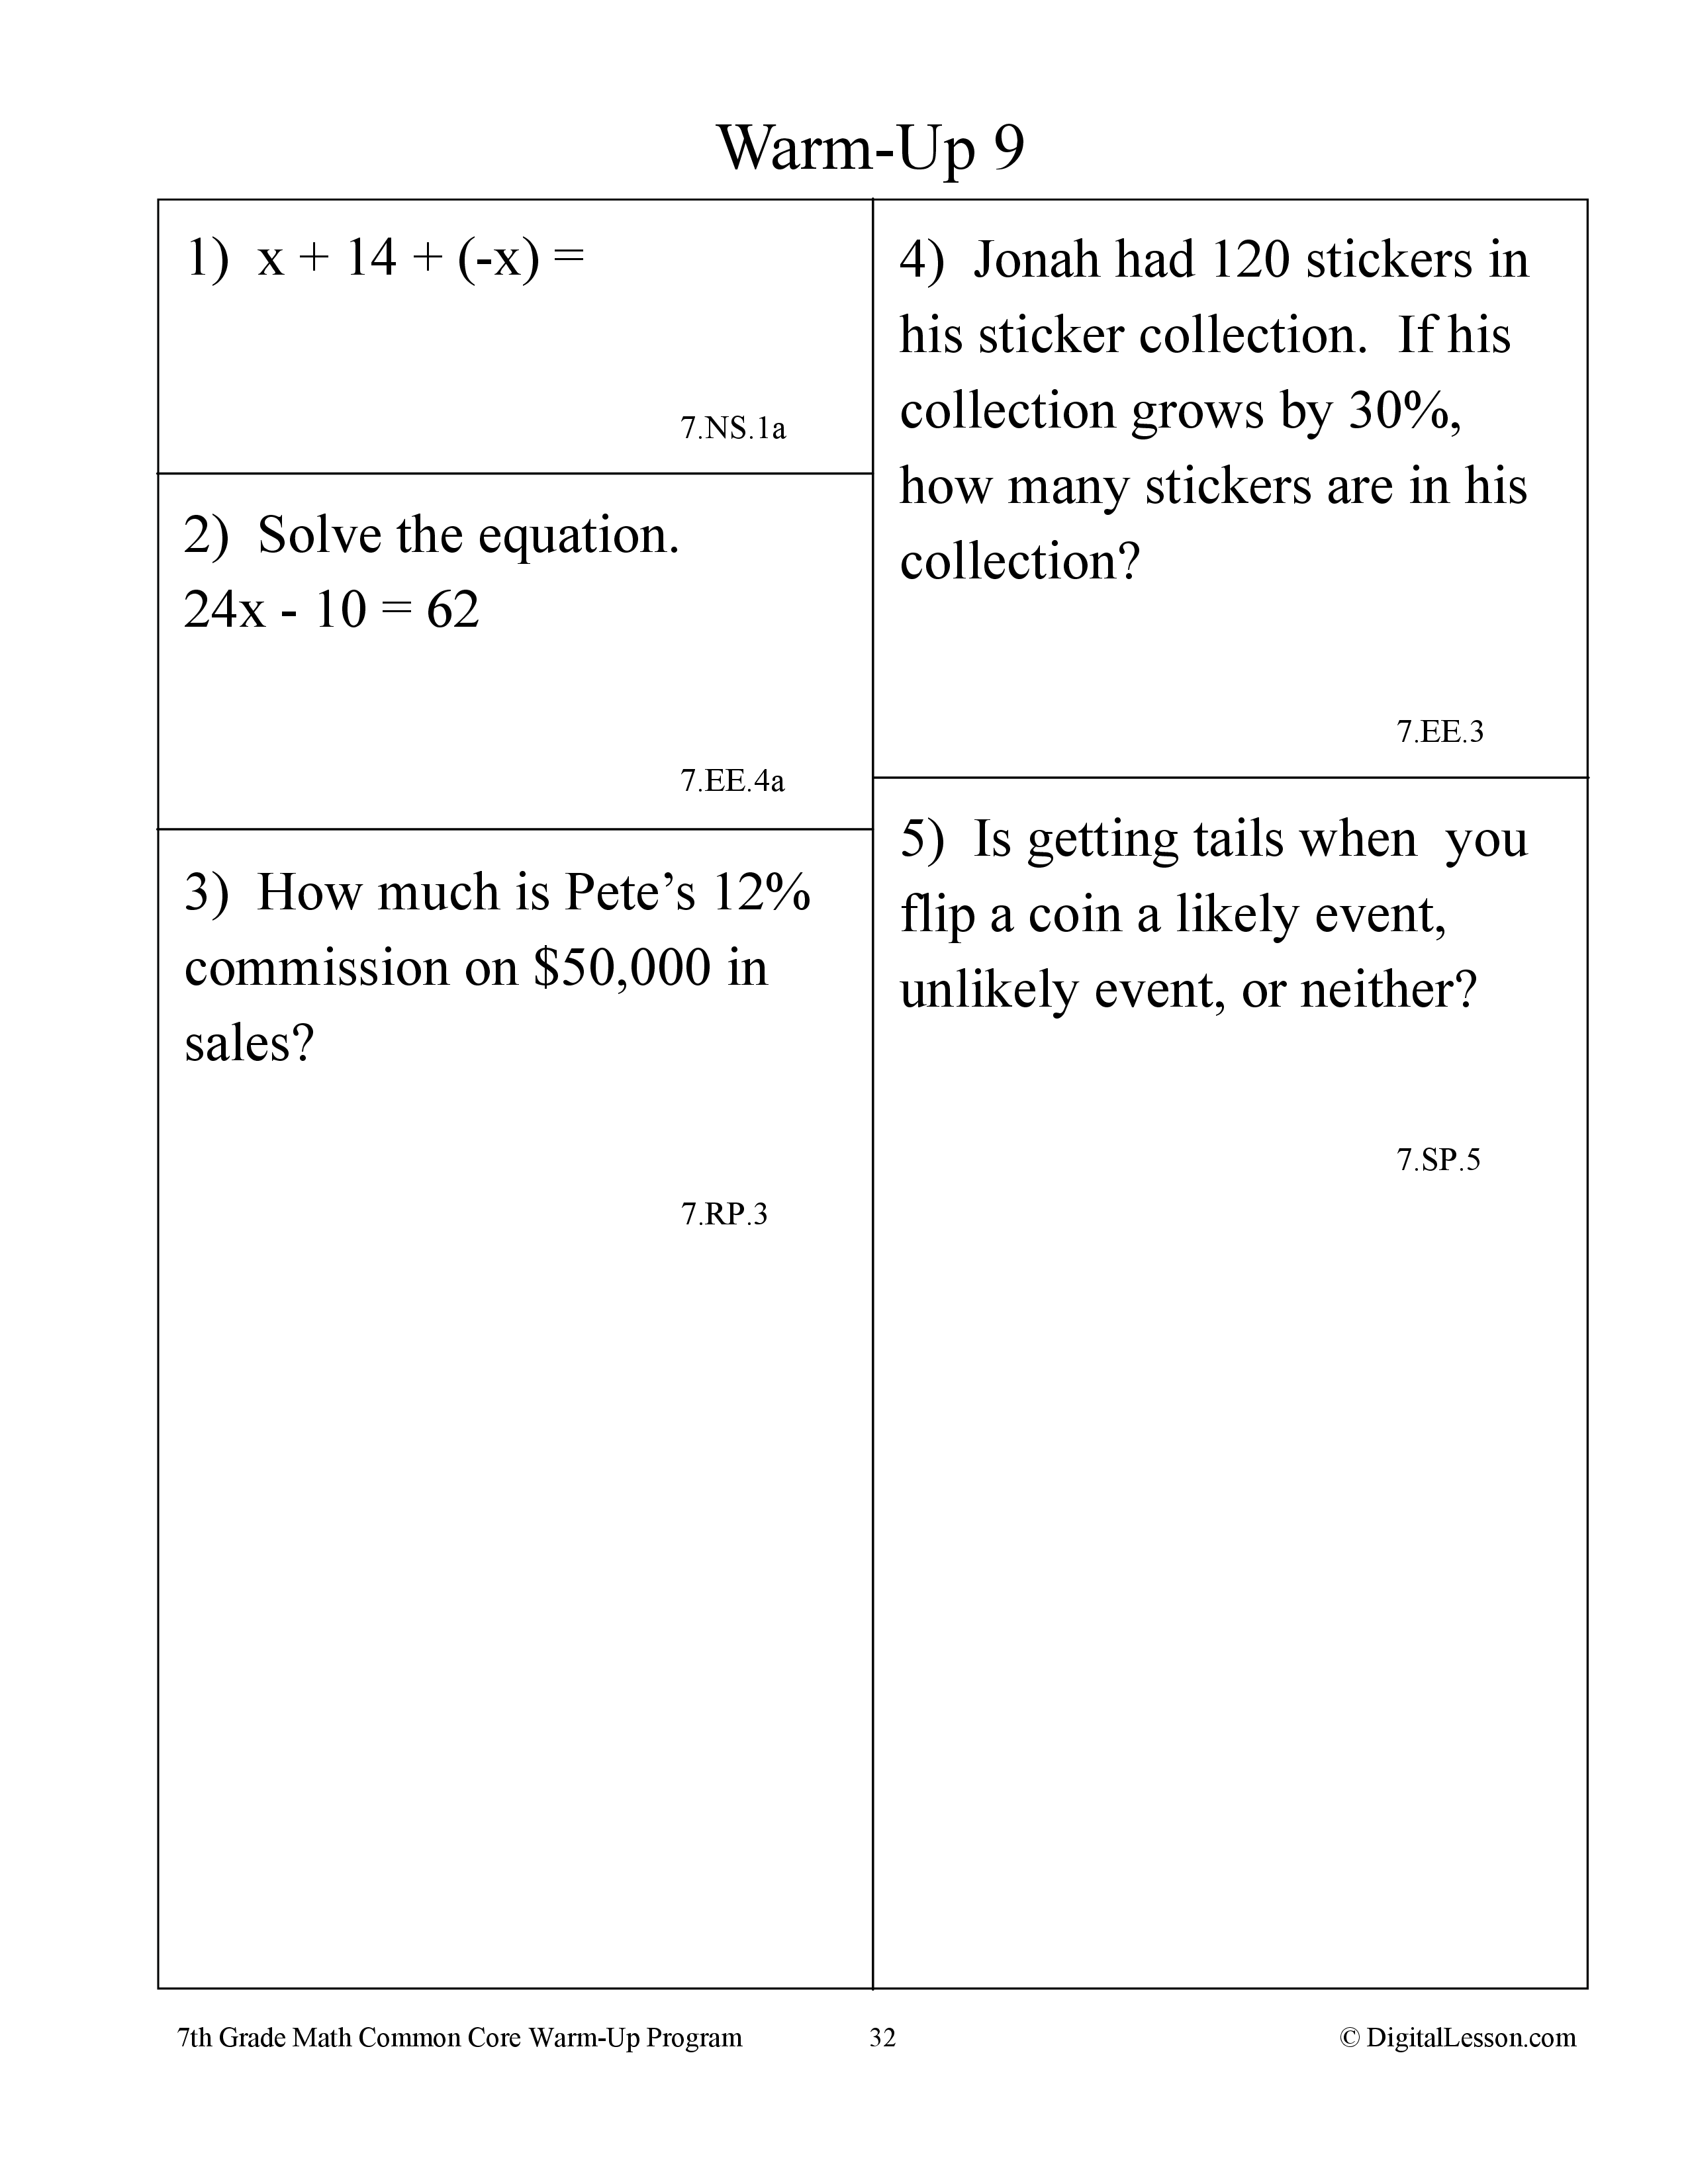 Warm-Up 9
1)  x + 14 + (-x) =
7.NS.1a
2)  Solve the equation.
24x - 10 = 62
7.EE.4a
3)  How much is Pete’s 12%
commission on $50,000 in
sales?
7.RP.3
4)  Jonah had 120 stickers in
his sticker collection.  If his
collection grows by 30%,
how many stickers are in his
collection?
7.EE.3
5)  Is getting tails when  you
flip a coin a likely event,
unlikely event, or neither?
7.SP.5
7th Grade Math Common Core Warm-Up Program 32 © DigitalLesson.com